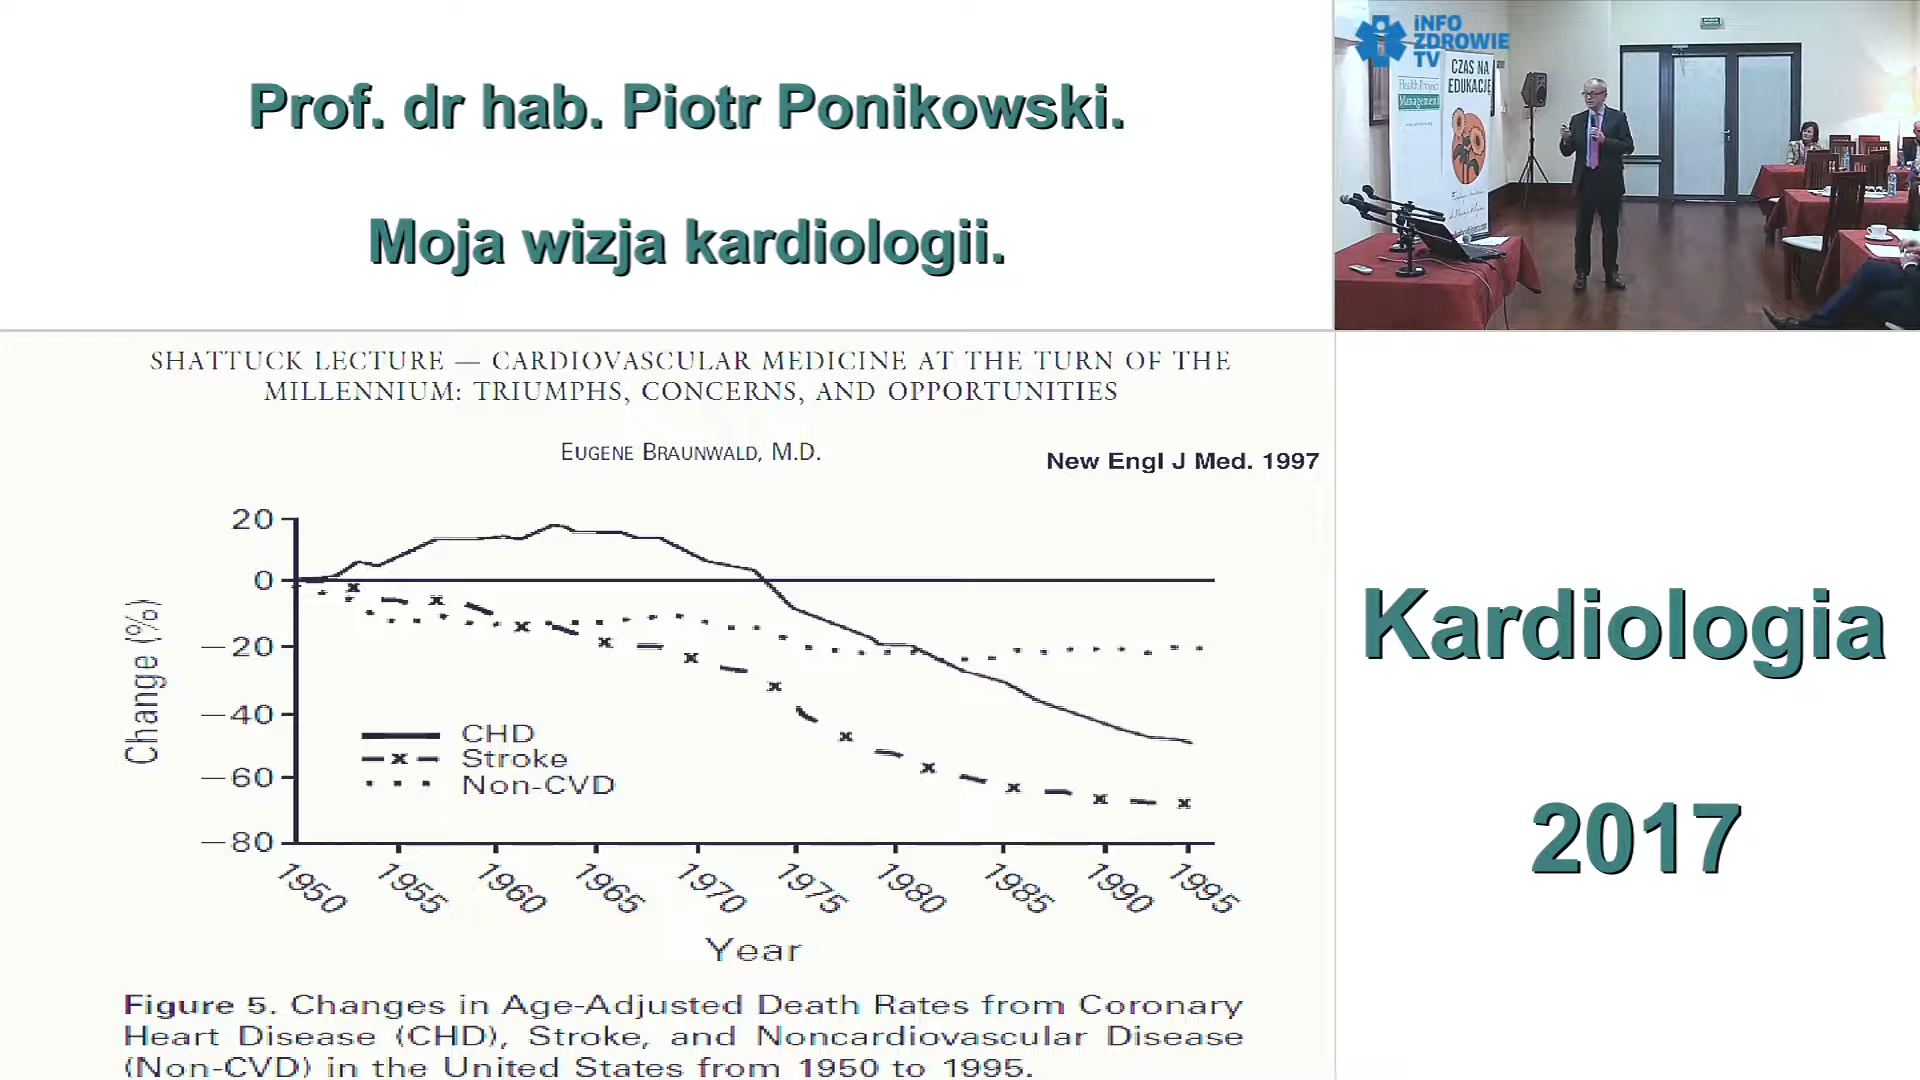 Prof. dr hab. Piotr Ponikowski.
Moja wizja kardiologii.
iNFO
ZDROWIE
TV
CZAS NA
EDUKACJĘ
Health Project
Management
SHATTUCK LECTURE — CARDIOVASCULAR MEDICINE AT THE TURN OF THE
MILLENNIUM: TRIUMPHS, CONCERNS, AND OPPORTUNITIES
EUGENE BRAUNWALD, M.D.
New Engl J Med. 1997
20
0
—20
—40
—60
—80
Change (%)
CHD
Stroke
Non-CVD
1950
1955
1960
1965
1970
1975
1980
1985
1990
1995
Year
Figure 5. Changes in Age-Adjusted Death Rates from Coronary
Heart Disease (CHD), Stroke, and Noncardiovascular Disease
(Non-CVD) in the United States from 1950 to 1995.
Kardiologia
2017